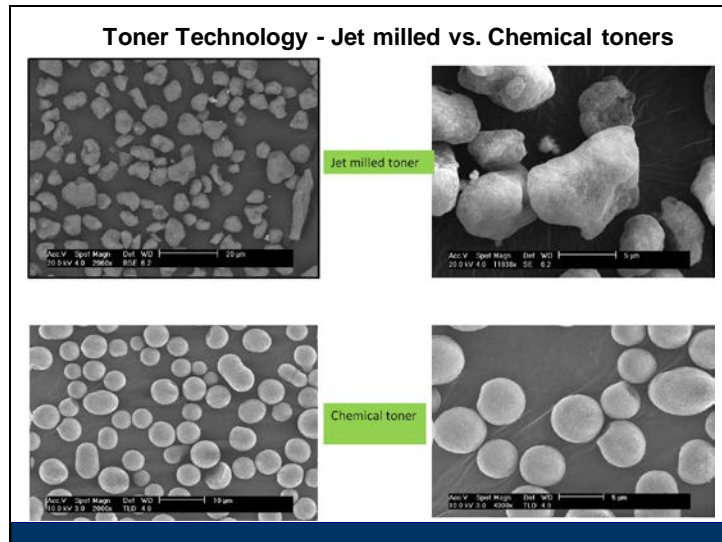 Toner Technology - Jet milled vs. Chemical toners
Jet milled toner
Acc.V Spot Magn Det WD 20 µm
20.0 kV 4.0 2960x BSE 6.2
Acc.V Spot Magn Det WD 5 µm
20.0 kV 4.0 11838x SE 6.2
Chemical toner
Acc.V Spot Magn Det WD 10 µm
10.0 kV 3.0 2000x TLD 4.9
Acc.V Spot Magn Det WD 5 µm
10.0 kV 3.0 4000x TLD 4.9